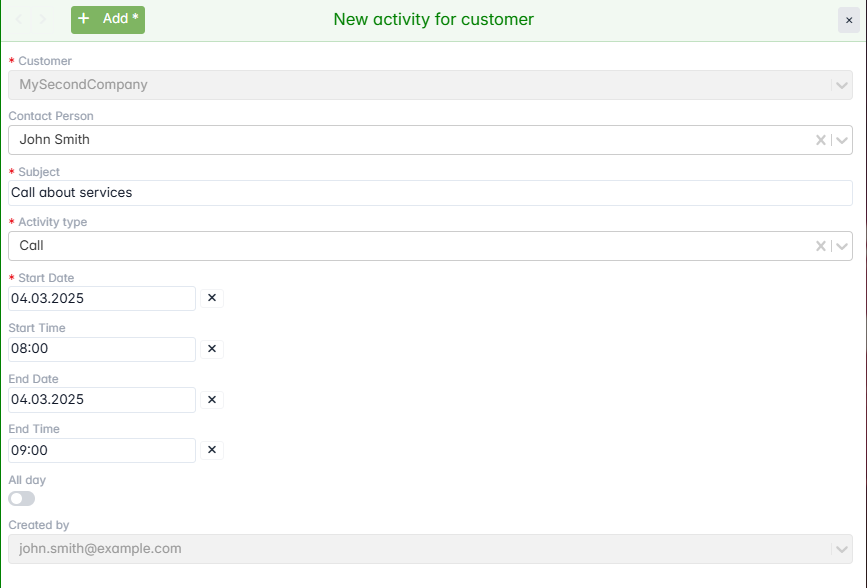 + Add *
New activity for customer
×
* Customer
MySecondCompany
Contact Person
John Smith
* Subject
Call about services
* Activity type
Call
* Start Date
04.03.2025
Start Time
08:00
End Date
04.03.2025
End Time
09:00
All day
Created by
john.smith@example.com